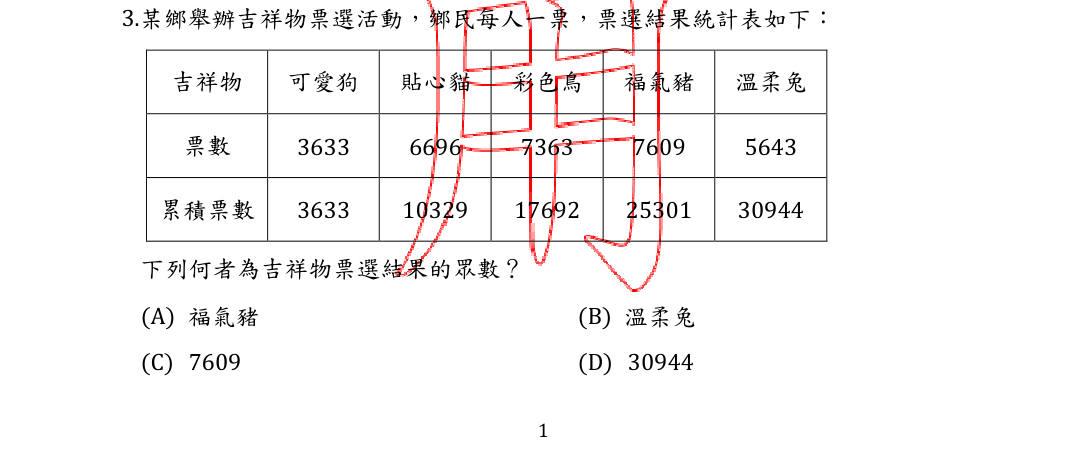 3.某鄉舉辦吉祥物票選活動，鄉民每人一票，票選結果統計表如下：
吉祥物 可愛狗 貼心貓 彩色鳥 福氣豬 溫柔兔
票數 3633 6696 7363 7609 5643
累積票數 3633 10329 17692 25301 30944
下列何者為吉祥物票選結果的眾數？
(A) 福氣豬 (B) 溫柔兔
(C) 7609 (D) 30944
1